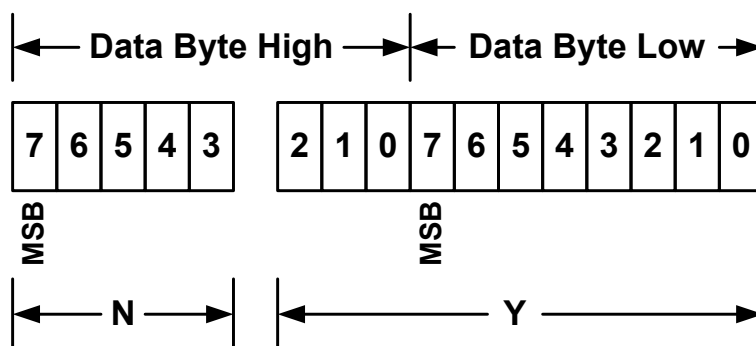 Data Byte High Data Byte Low
7 6 5 4 3 2 1 0 7 6 5 4 3 2 1 0
MSB MSB
N Y